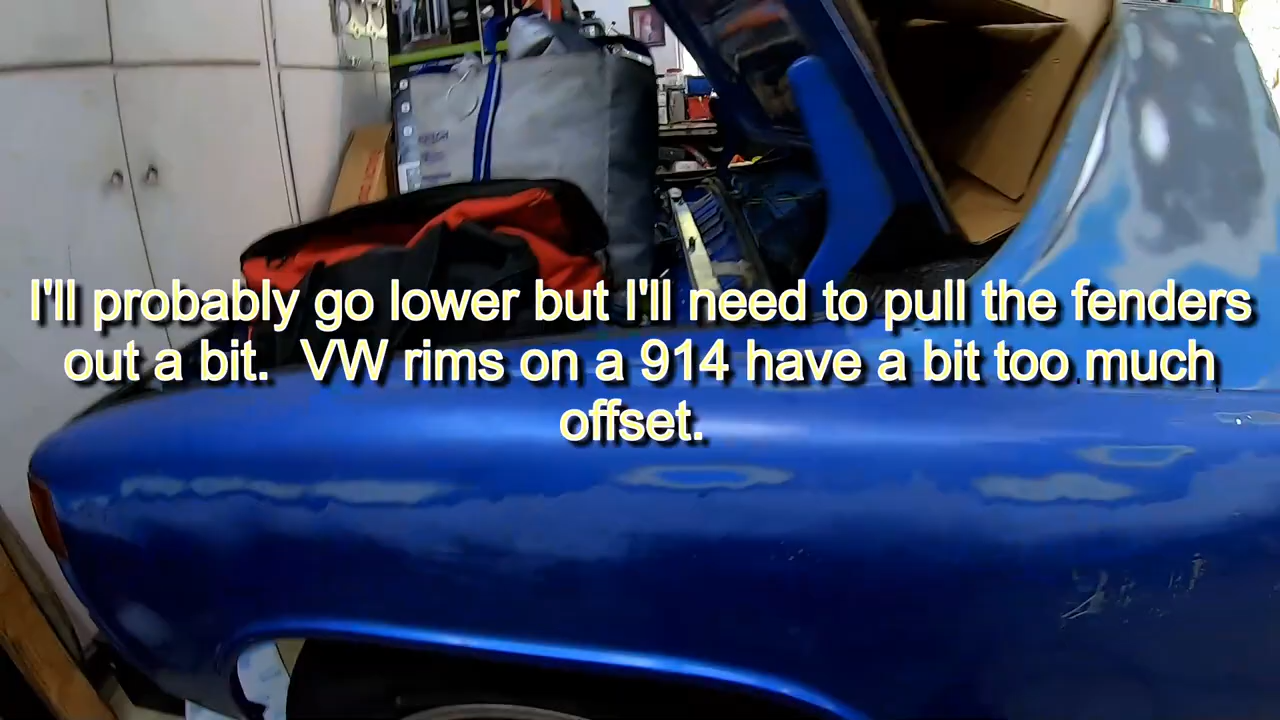 I'll probably go lower but I'll need to pull the fenders
out a bit.  VW rims on a 914 have a bit too much
offset.